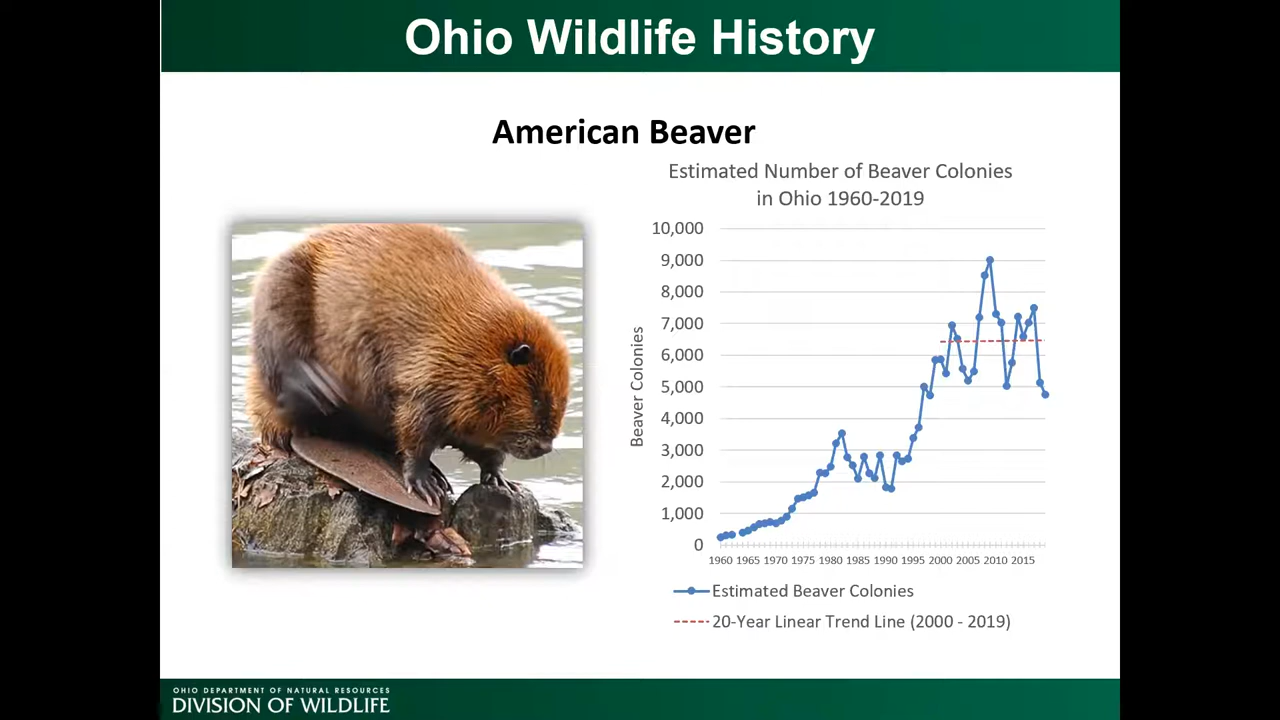 Ohio Wildlife History
American Beaver
Estimated Number of Beaver Colonies
in Ohio 1960-2019
10,000
9,000
8,000
7,000
6,000
5,000
4,000
3,000
2,000
1,000
0
Beaver Colonies
1960 1965 1970 1975 1980 1985 1990 1995 2000 2005 2010 2015
Estimated Beaver Colonies
20-Year Linear Trend Line (2000 - 2019)
OHIO DEPARTMENT OF NATURAL RESOURCES
DIVISION OF WILDLIFE